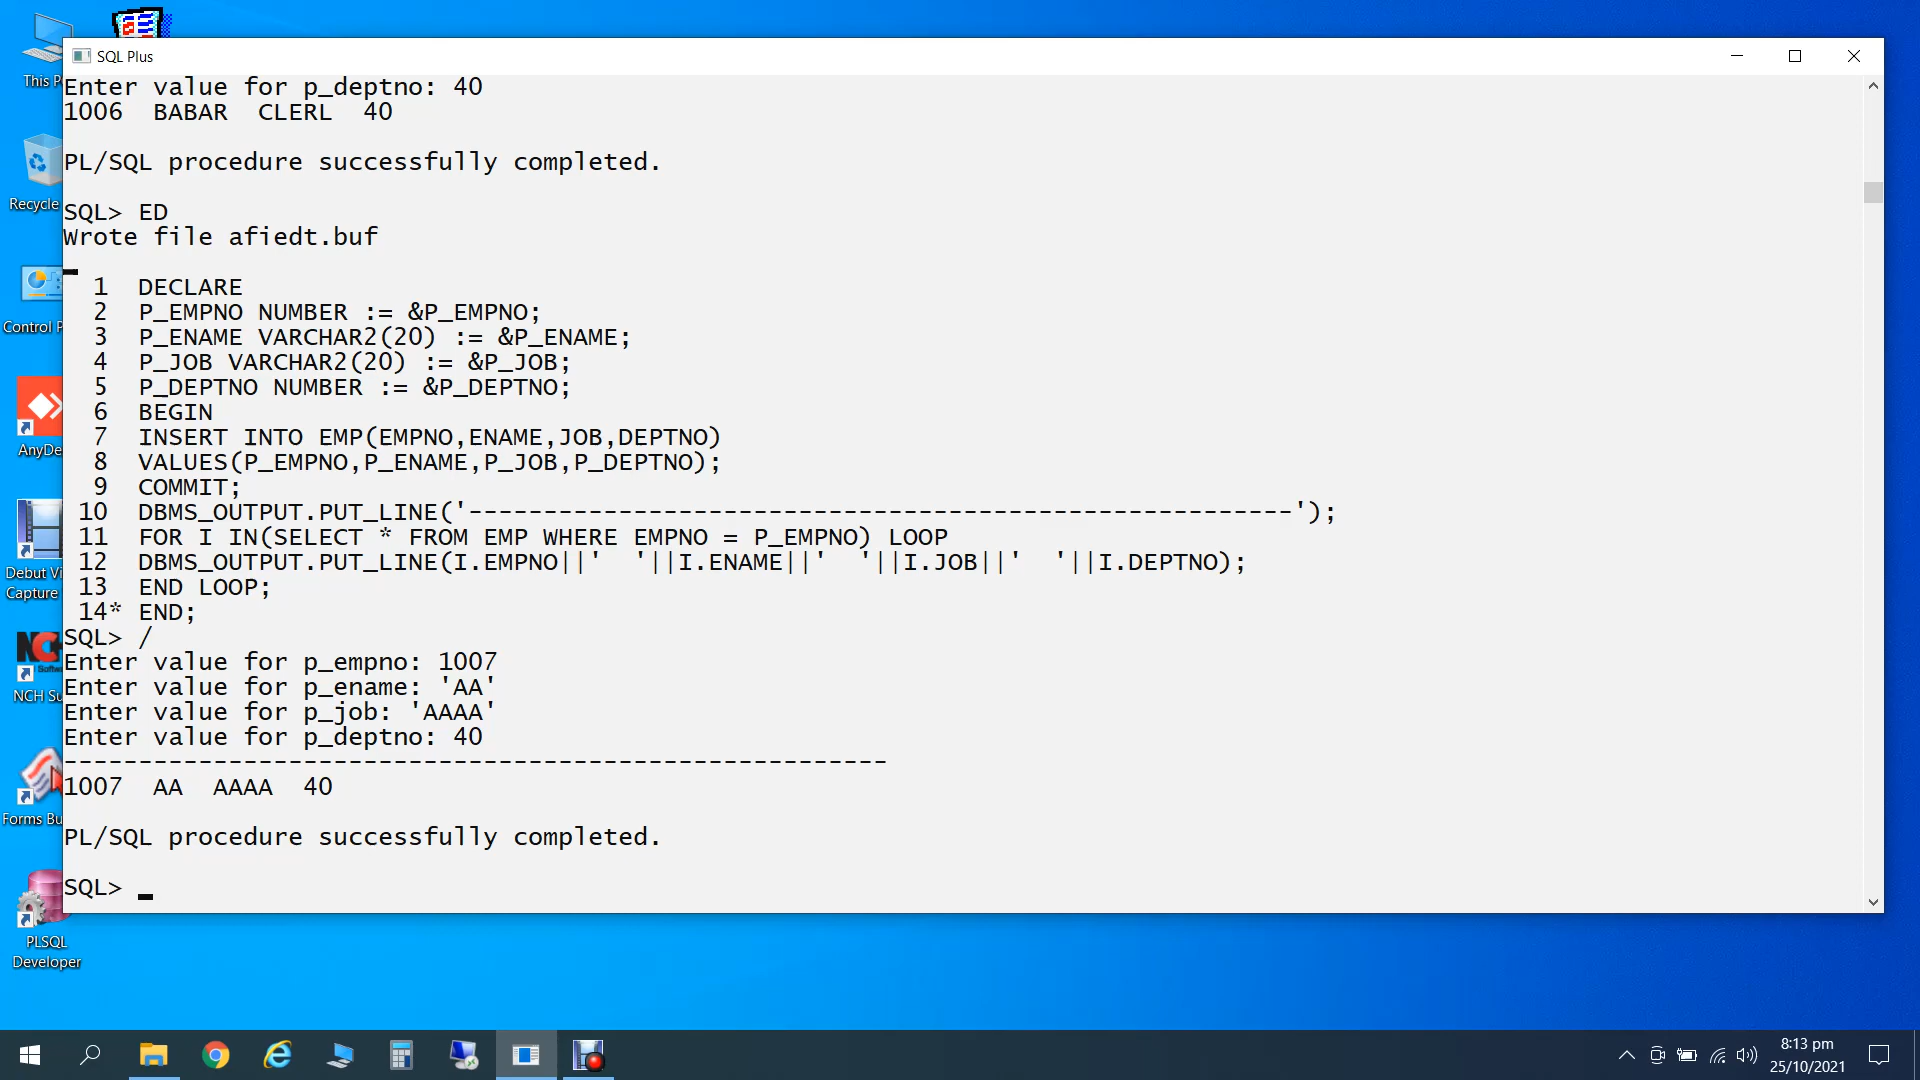 This P
SQL Plus
Enter value for p_deptno: 40
1006  BABAR  CLERL  40
PL/SQL procedure successfully completed.
Recycle
SQL> ED
Wrote file afiedt.buf
  1  DECLARE
  2  P_EMPNO NUMBER := &P_EMPNO;
Control P
  3  P_ENAME VARCHAR2(20) := &P_ENAME;
  4  P_JOB VARCHAR2(20) := &P_JOB;
  5  P_DEPTNO NUMBER := &P_DEPTNO;
  6  BEGIN
  7  INSERT INTO EMP(EMPNO,ENAME,JOB,DEPTNO)
AnyDe
  8  VALUES(P_EMPNO,P_ENAME,P_JOB,P_DEPTNO);
  9  COMMIT;
 10  DBMS_OUTPUT.PUT_LINE('-------------------------------------------------------');
 11  FOR I IN(SELECT * FROM EMP WHERE EMPNO = P_EMPNO) LOOP
 12  DBMS_OUTPUT.PUT_LINE(I.EMPNO||'  '||I.ENAME||'  '||I.JOB||'  '||I.DEPTNO);
Debut Vi
Capture
 13  END LOOP;
 14* END;
SQL> /
NCH
Enter value for p_empno: 1007
Enter value for p_ename: 'AA'
NCH Su
Enter value for p_job: 'AAAA'
Enter value for p_deptno: 40
-------------------------------------------------------
1007  AA  AAAA  40
Forms Bu
PL/SQL procedure successfully completed.
SQL>
PLSQL
Developer
8:13 pm
25/10/2021